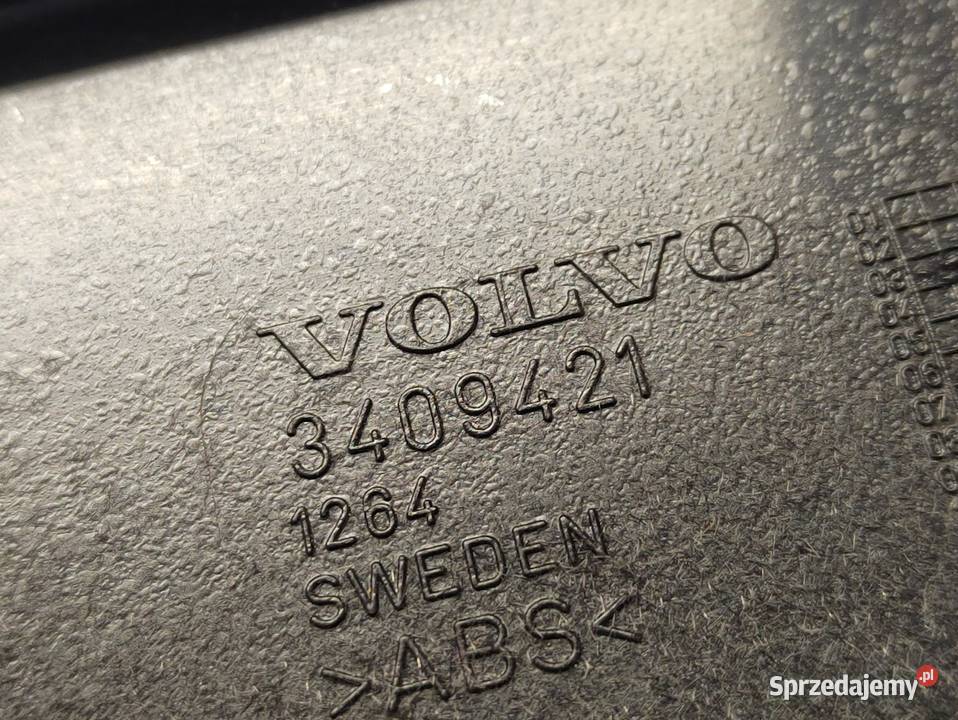 VOLVO
3409421
1264
SWEDEN
>ABS<
Sprzedajemy.pl